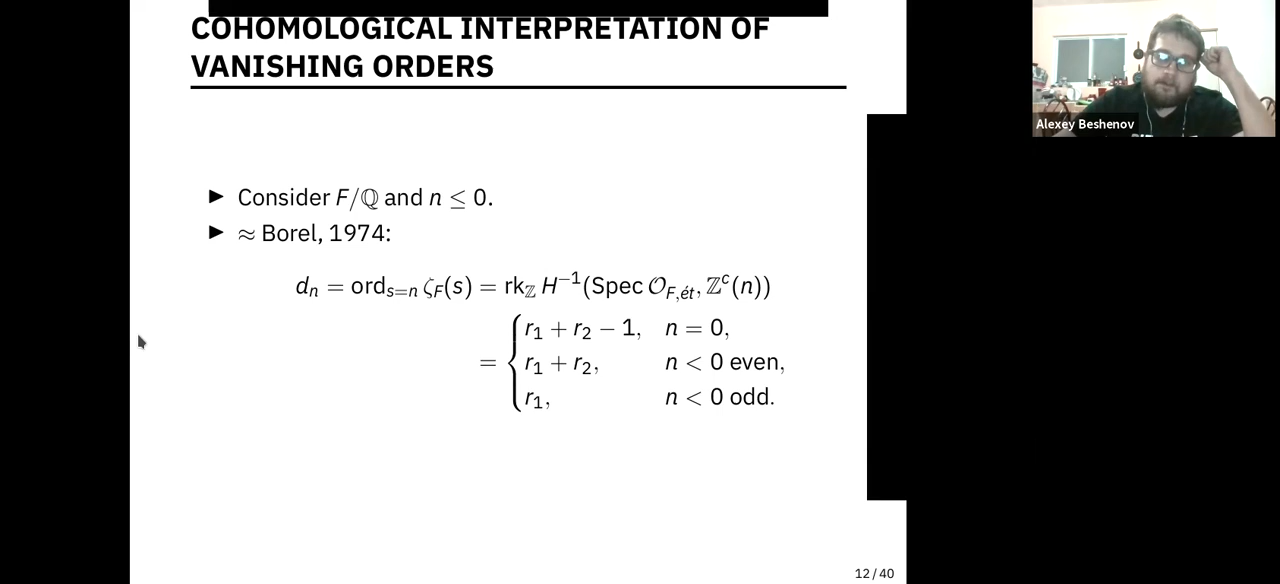 COHOMOLOGICAL INTERPRETATION OF
VANISHING ORDERS
Alexey Beshenov
► Consider F/ℚ and n ≤ 0.
► ≈ Borel, 1974:
dₙ = ord_{s=n} ζ_F(s) = rk_ℤ H⁻¹(Spec 𝒪_{F,ét}, ℤᶜ(n))
= { r₁ + r₂ − 1, n = 0,
r₁ + r₂, n < 0 even,
r₁, n < 0 odd.
12 / 40